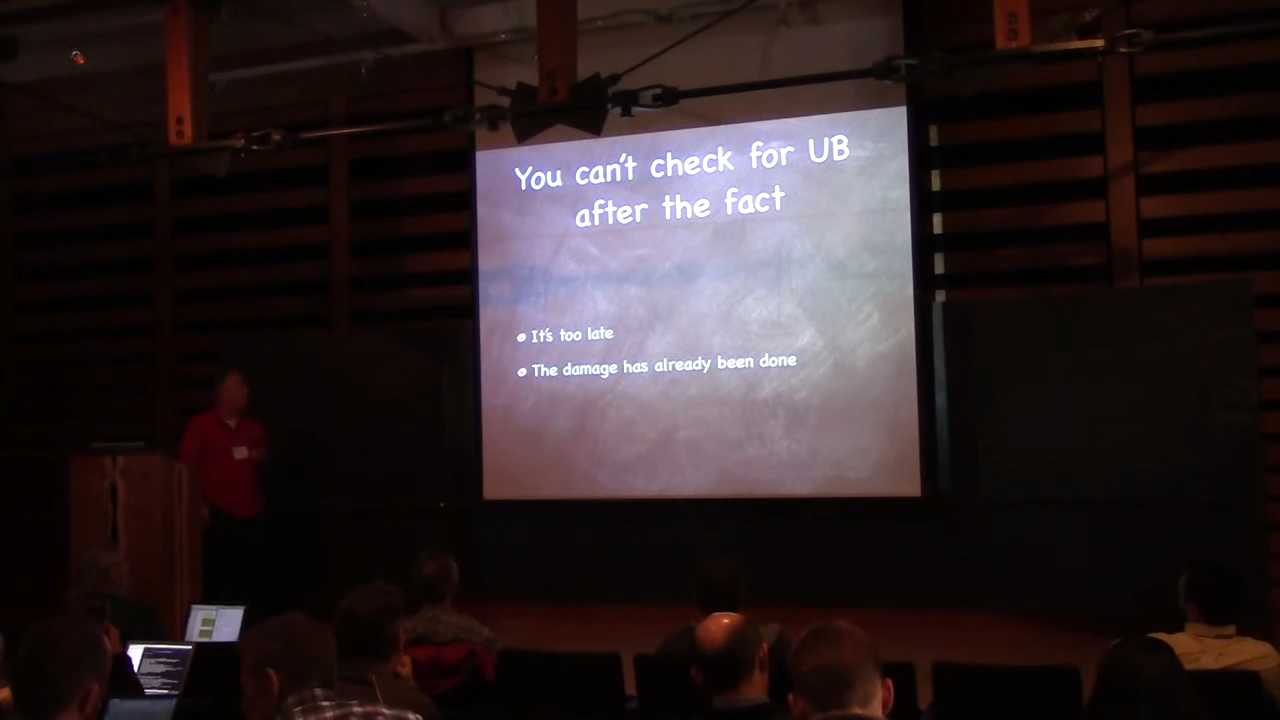 You can't check for UB
after the fact
It's too late
The damage has already been done